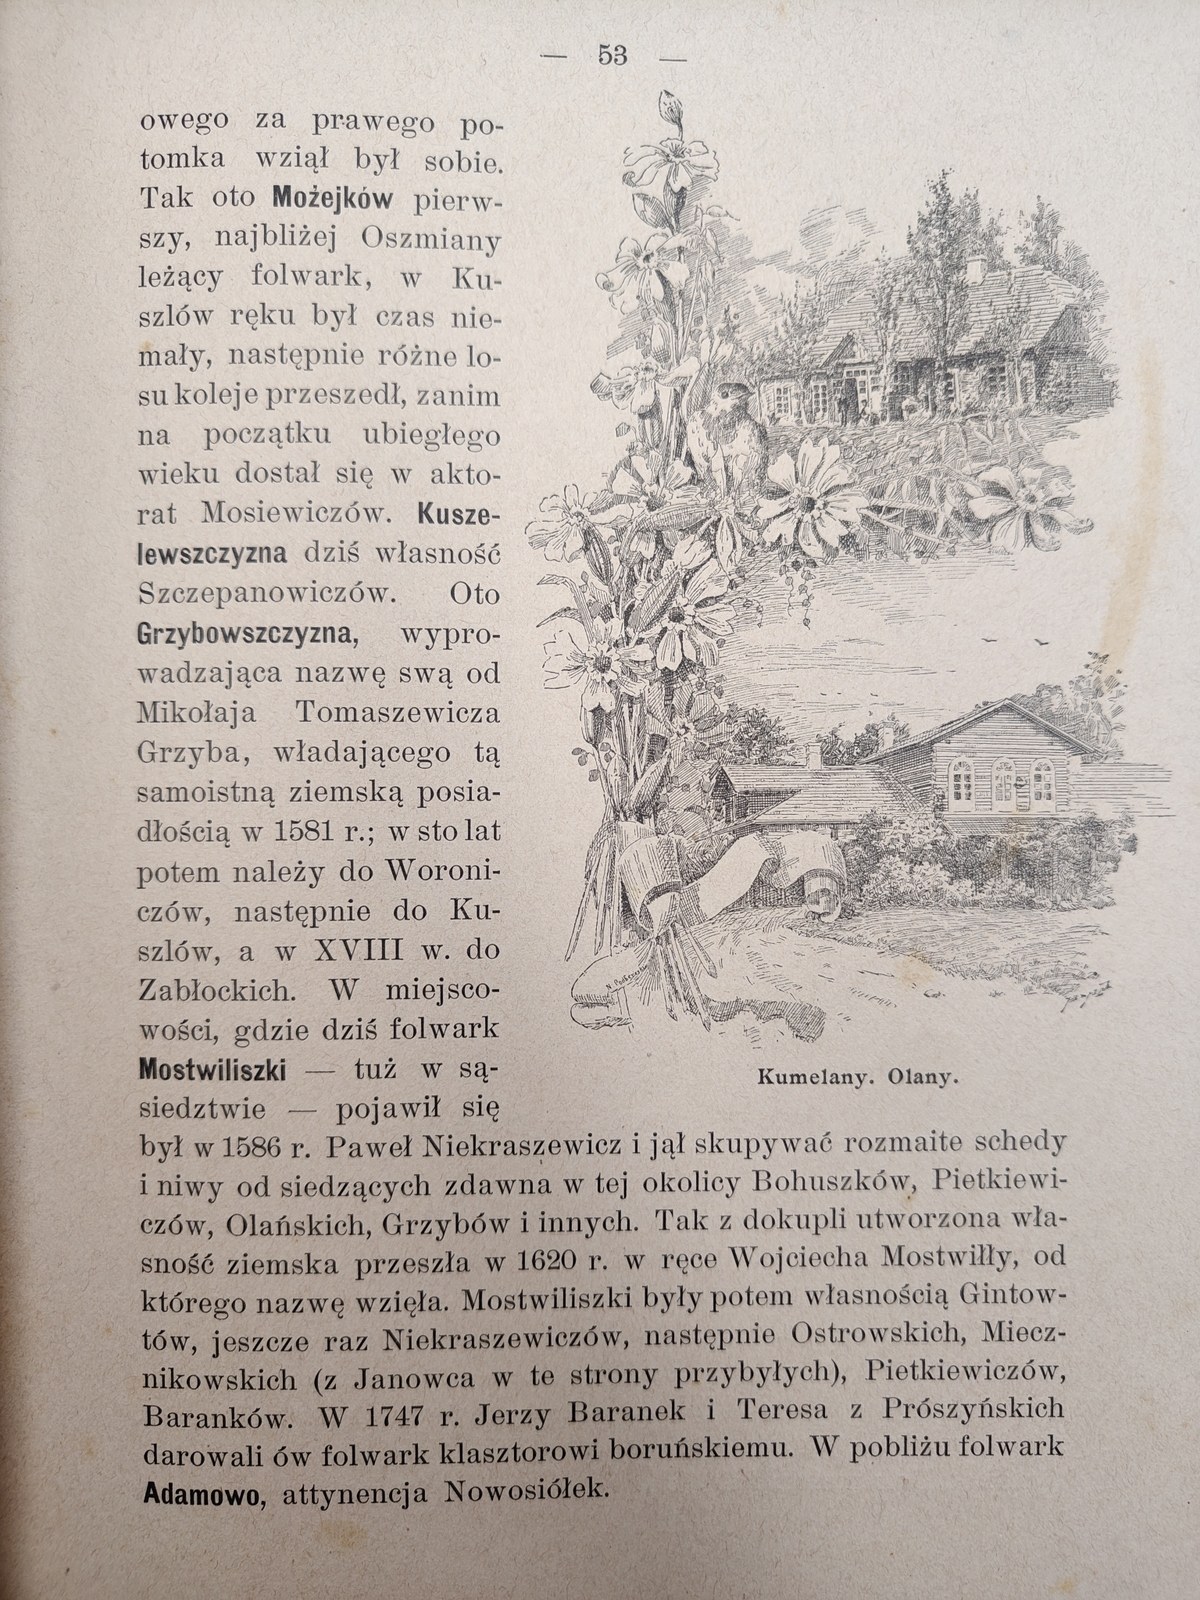 — 53 —
owego za prawego po-
tomka wziął był sobie.
Tak oto Możejków pierw-
szy, najbliżej Oszmiany
leżący folwark, w Ku-
szlów ręku był czas nie-
mały, następnie różne lo-
su koleje przeszedł, zanim
na początku ubiegłego
wieku dostał się w akto-
rat Mosiewiczów. Kusze-
lewszczyzna dziś własność
Szczepanowiczów. Oto
Grzybowszczyzna, wypro-
wadzająca nazwę swą od
Mikołaja Tomaszewicza
Grzyba, władającego tą
samoistną ziemską posia-
dłością w 1581 r.; w sto lat
potem należy do Woroni-
czów, następnie do Ku-
szlów, a w XVIII w. do
Zabłockich. W miejsco-
wości, gdzie dziś folwark
Mostwiliszki — tuż w są-
siedztwie — pojawił się
był w 1586 r. Paweł Niekraszewicz i jął skupywać rozmaite schedy
i niwy od siedzących zdawna w tej okolicy Bohuszków, Pietkiewi-
czów, Olańskich, Grzybów i innych. Tak z dokupli utworzona wła-
sność ziemska przeszła w 1620 r. w ręce Wojciecha Mostwiłły, od
którego nazwę wzięła. Mostwiliszki były potem własnością Gintow-
tów, jeszcze raz Niekraszewiczów, następnie Ostrowskich, Miecz-
nikowskich (z Janowca w te strony przybyłych), Pietkiewiczów,
Baranków. W 1747 r. Jerzy Baranek i Teresa z Prószyńskich
darowali ów folwark klasztorowi boruńskiemu. W pobliżu folwark
Adamowo, attynencja Nowosiółek.
Kumelany. Olany.